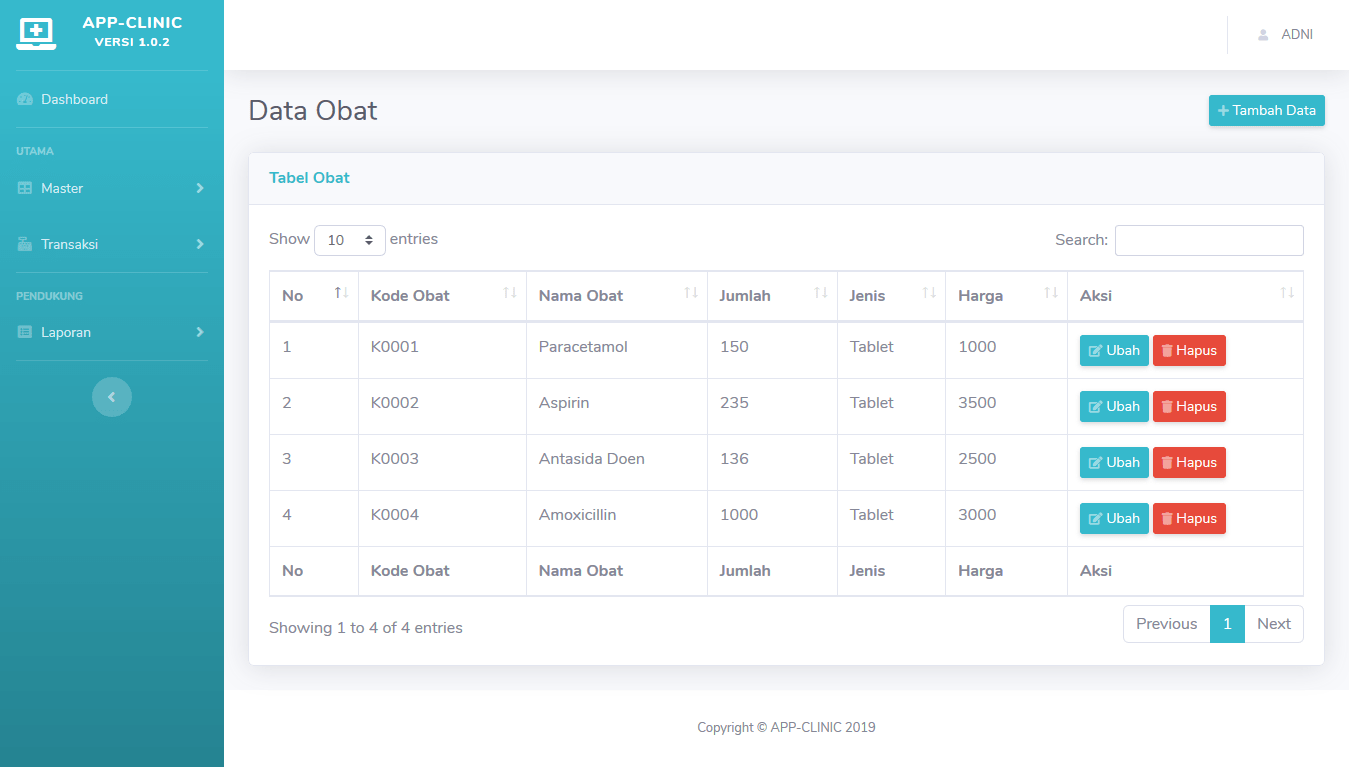 APP-CLINIC
VERSI 1.0.2
ADNI
Dashboard
UTAMA
Master
Transaksi
PENDUKUNG
Laporan
Data Obat
Tambah Data
Tabel Obat
Show 10 entries
Search:
No Kode Obat Nama Obat Jumlah Jenis Harga Aksi
1 K0001 Paracetamol 150 Tablet 1000 Ubah Hapus
2 K0002 Aspirin 235 Tablet 3500 Ubah Hapus
3 K0003 Antasida Doen 136 Tablet 2500 Ubah Hapus
4 K0004 Amoxicillin 1000 Tablet 3000 Ubah Hapus
No Kode Obat Nama Obat Jumlah Jenis Harga Aksi
Showing 1 to 4 of 4 entries
Previous 1 Next
Copyright © APP-CLINIC 2019